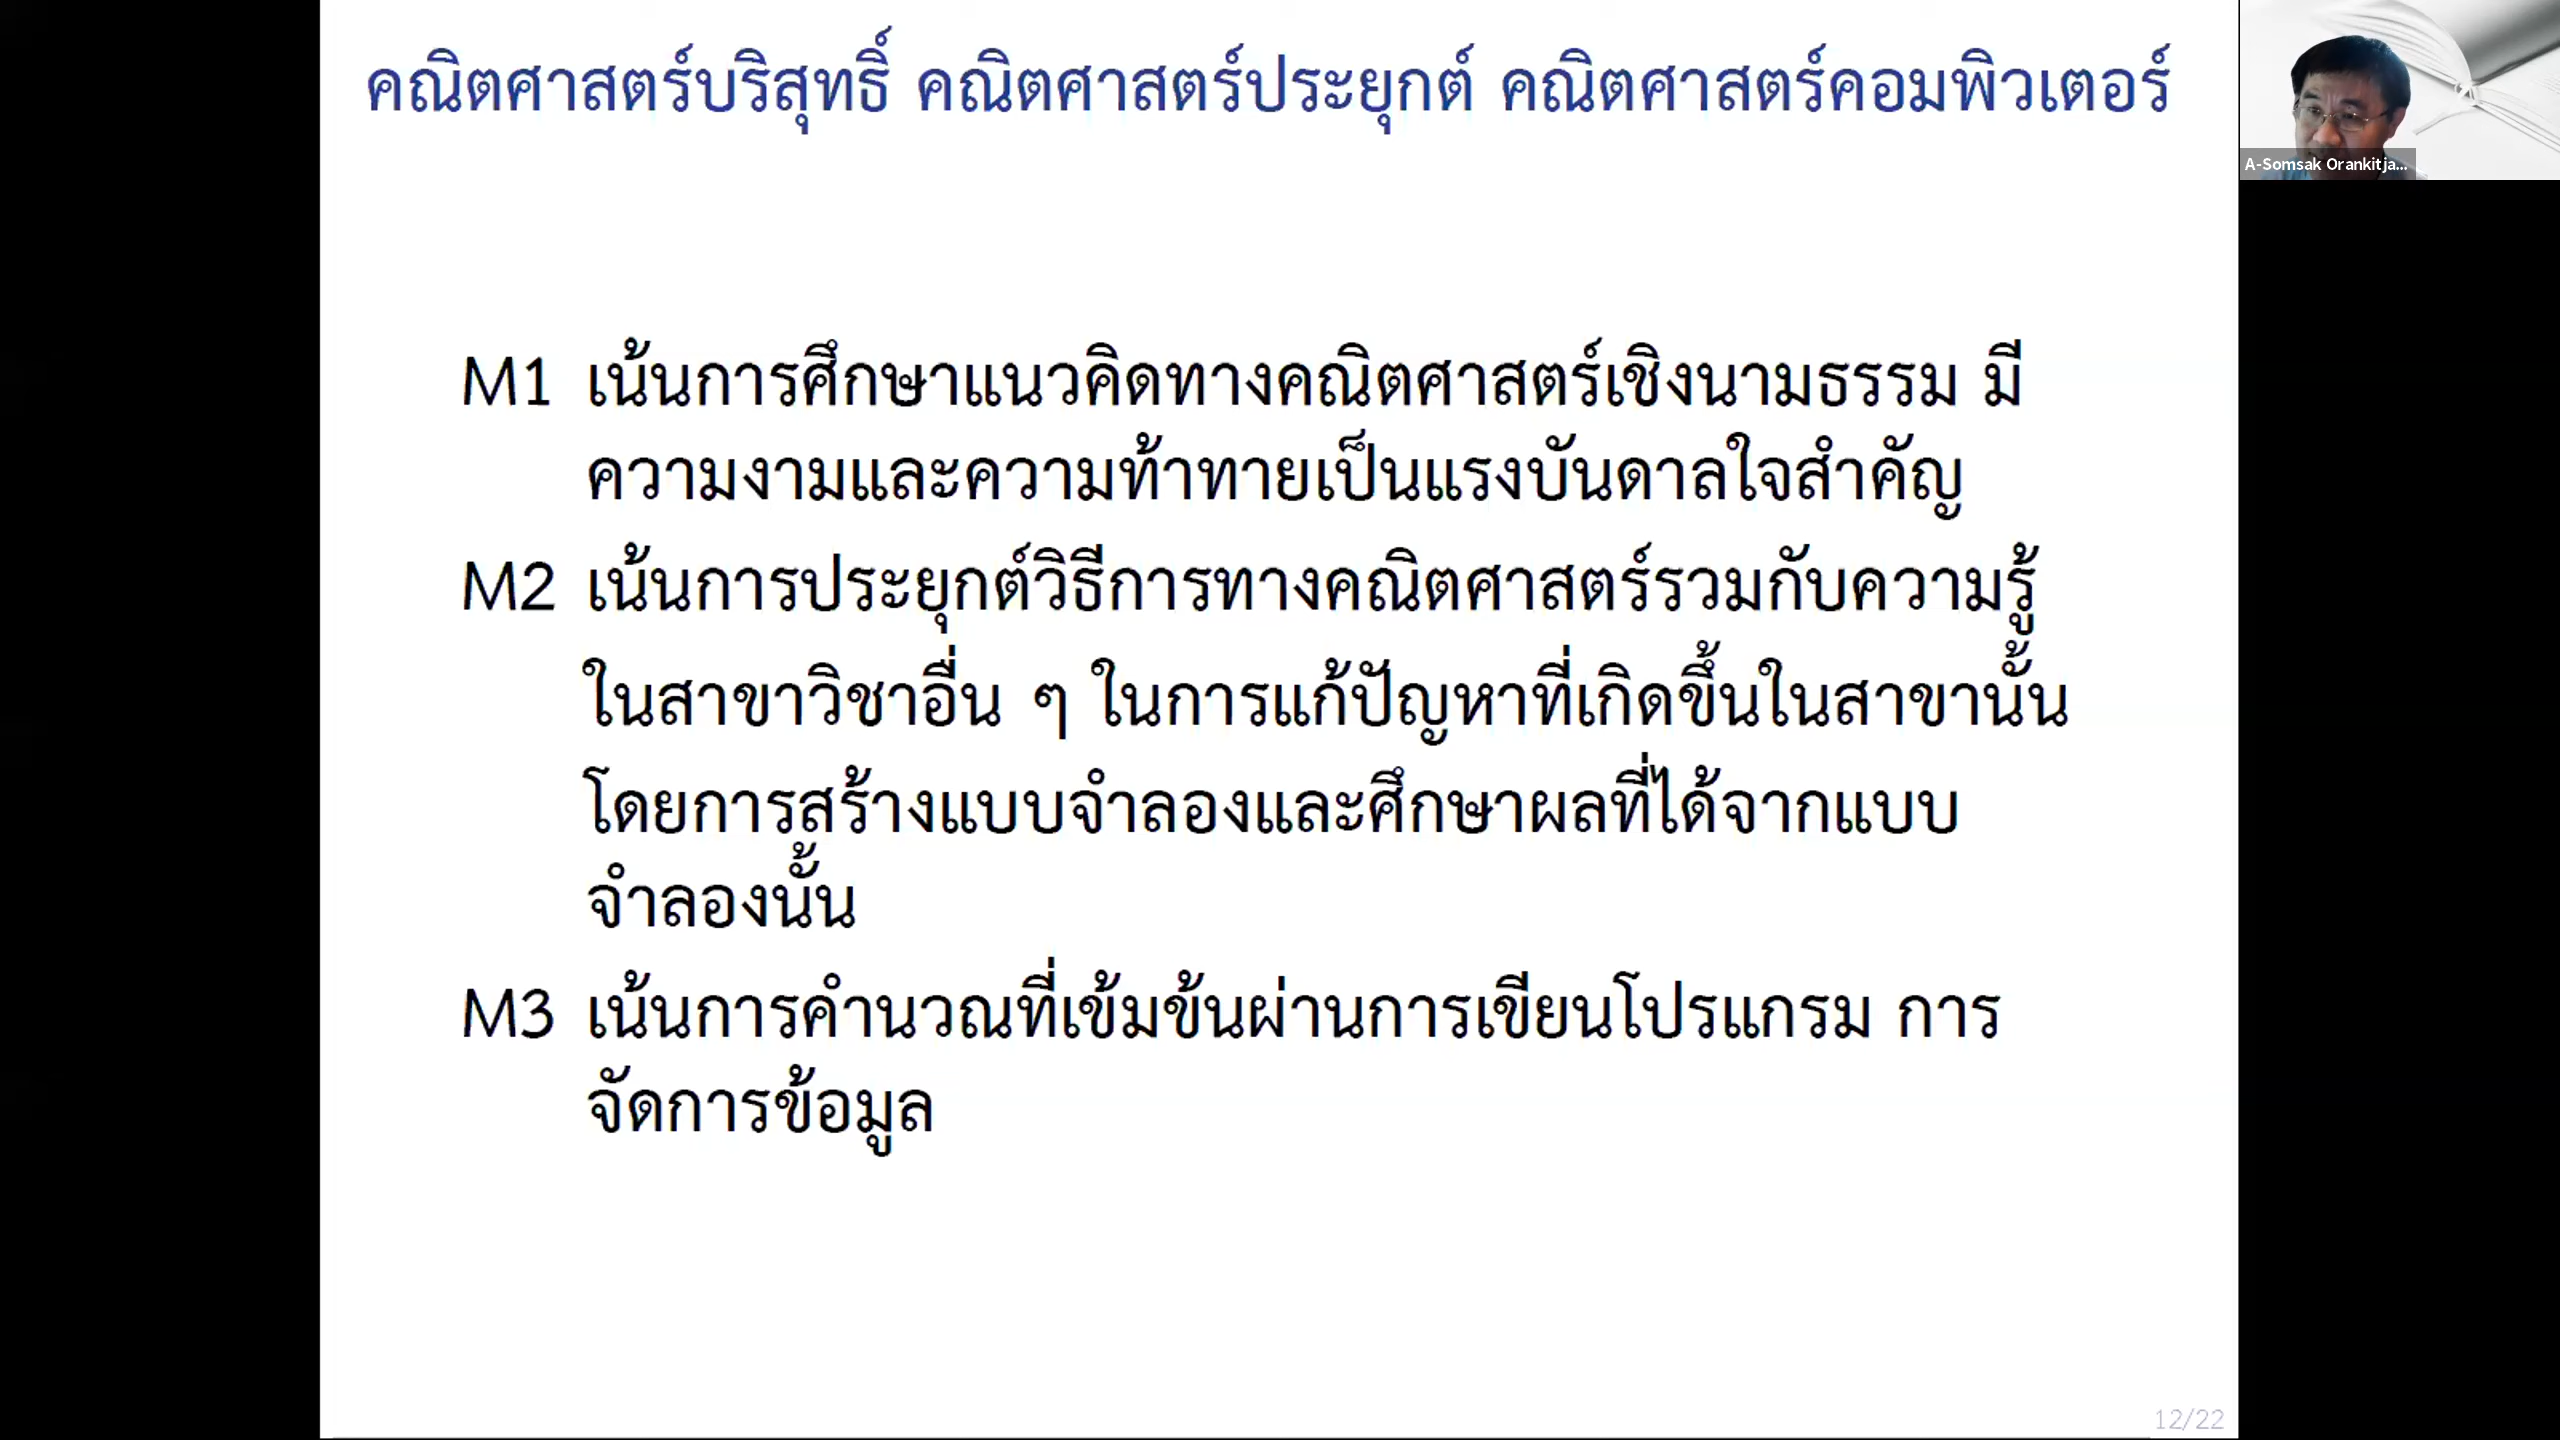 คณิตศาสตร์บริสุทธิ์ คณิตศาสตร์ประยุกต์ คณิตศาสตร์คอมพิวเตอร์
A-Somsak Orankitja...
M1 เน้นการศึกษาแนวคิดทางคณิตศาสตร์เชิงนามธรรม มี
ความงามและความท้าทายเป็นแรงบันดาลใจสำคัญ
M2 เน้นการประยุกต์วิธีการทางคณิตศาสตร์รวมกับความรู้
ในสาขาวิชาอื่น ๆ ในการแก้ปัญหาที่เกิดขึ้นในสาขานั้น
โดยการสร้างแบบจำลองและศึกษาผลที่ได้จากแบบ
จำลองนั้น
M3 เน้นการคำนวณที่เข้มข้นผ่านการเขียนโปรแกรม การ
จัดการข้อมูล
12/22